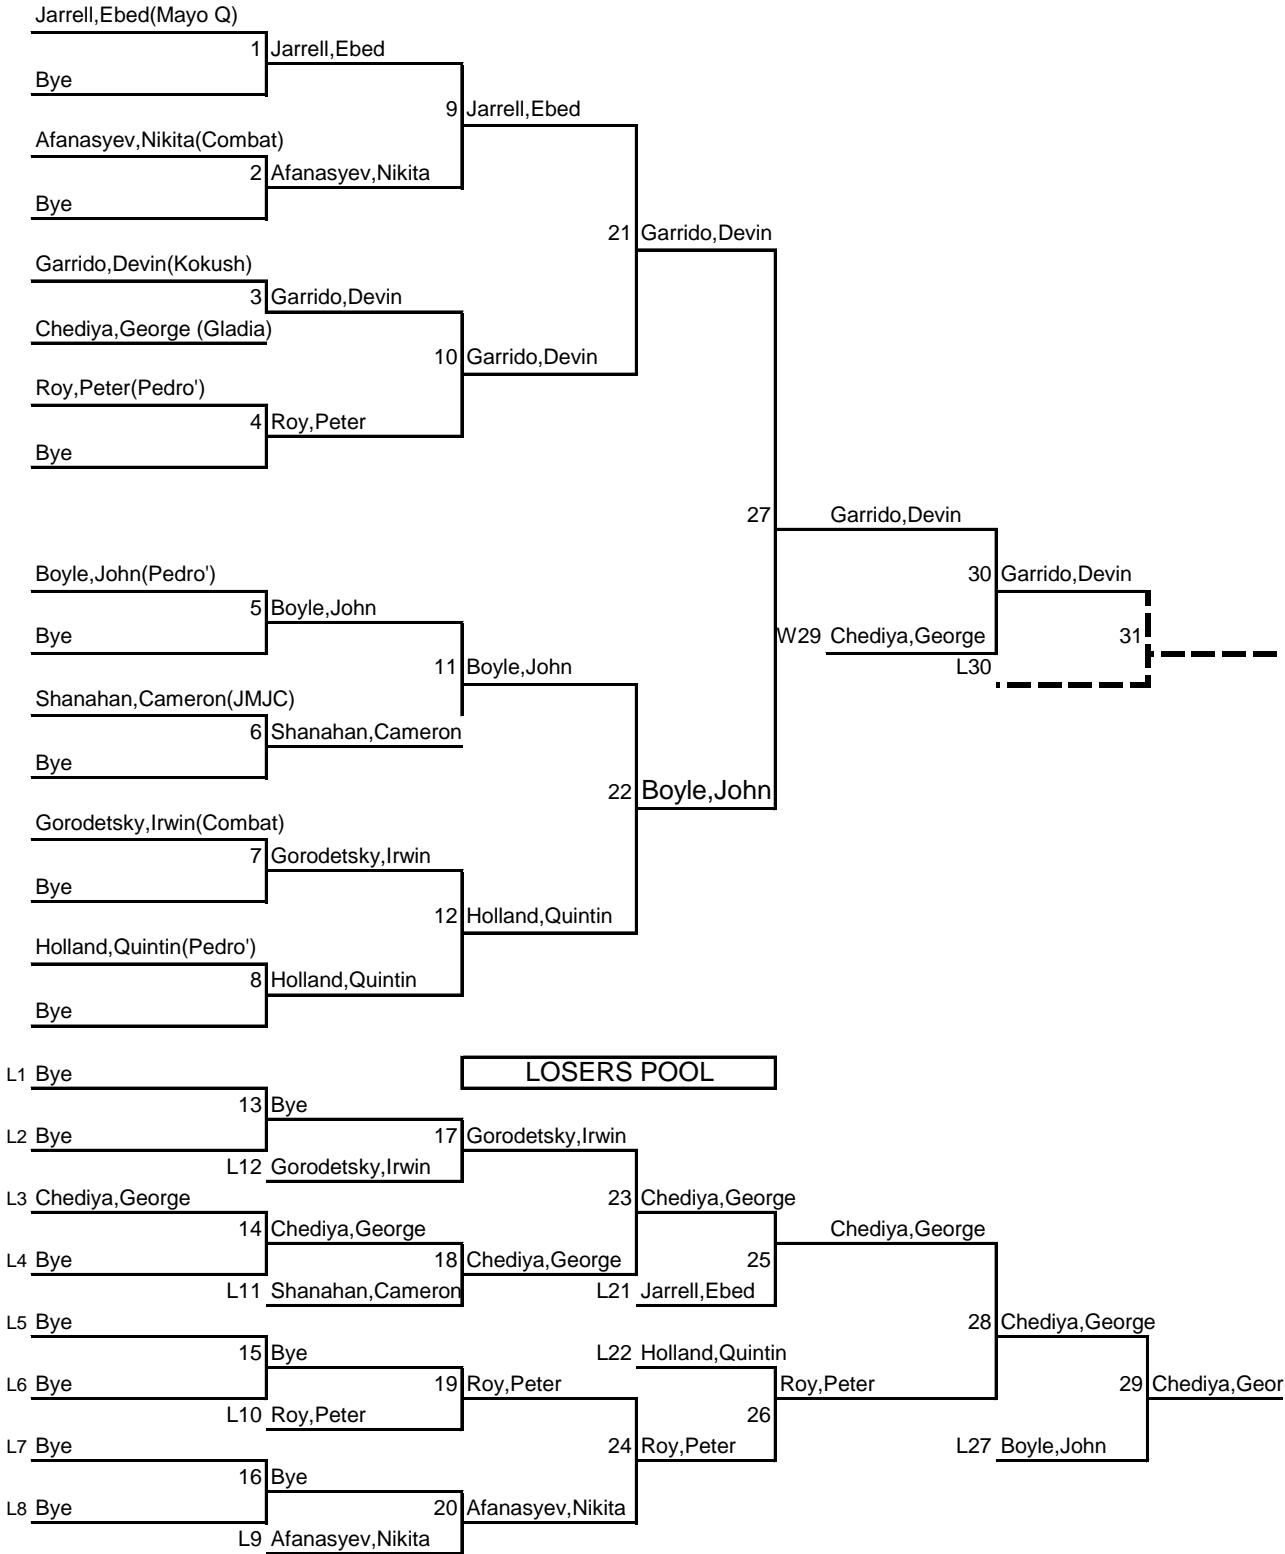 Jarrell,Ebed(Mayo Q)
1 Jarrell,Ebed
Bye
9 Jarrell,Ebed
Afanasyev,Nikita(Combat)
2 Afanasyev,Nikita
Bye
21 Garrido,Devin
Garrido,Devin(Kokush)
3 Garrido,Devin
Chediya,George (Gladia)
10 Garrido,Devin
Roy,Peter(Pedro')
4 Roy,Peter
Bye
27 Garrido,Devin
Boyle,John(Pedro')
30 Garrido,Devin
5 Boyle,John
Bye
W29 Chediya,George
31
11 Boyle,John
L30
Shanahan,Cameron(JMJC)
6 Shanahan,Cameron
Bye
22 Boyle,John
Gorodetsky,Irwin(Combat)
7 Gorodetsky,Irwin
Bye
12 Holland,Quintin
Holland,Quintin(Pedro')
8 Holland,Quintin
Bye
LOSERS POOL
L1 Bye
13 Bye
L2 Bye
17 Gorodetsky,Irwin
L12 Gorodetsky,Irwin
L3 Chediya,George
23 Chediya,George
14 Chediya,George
Chediya,George
L4 Bye
18 Chediya,George
25
L11 Shanahan,Cameron
L21 Jarrell,Ebed
L5 Bye
28 Chediya,George
15 Bye
L22 Holland,Quintin
L6 Bye
19 Roy,Peter
Roy,Peter
29 Chediya,Geor
L10 Roy,Peter
26
L7 Bye
24 Roy,Peter
L27 Boyle,John
16 Bye
L8 Bye
20 Afanasyev,Nikita
L9 Afanasyev,Nikita